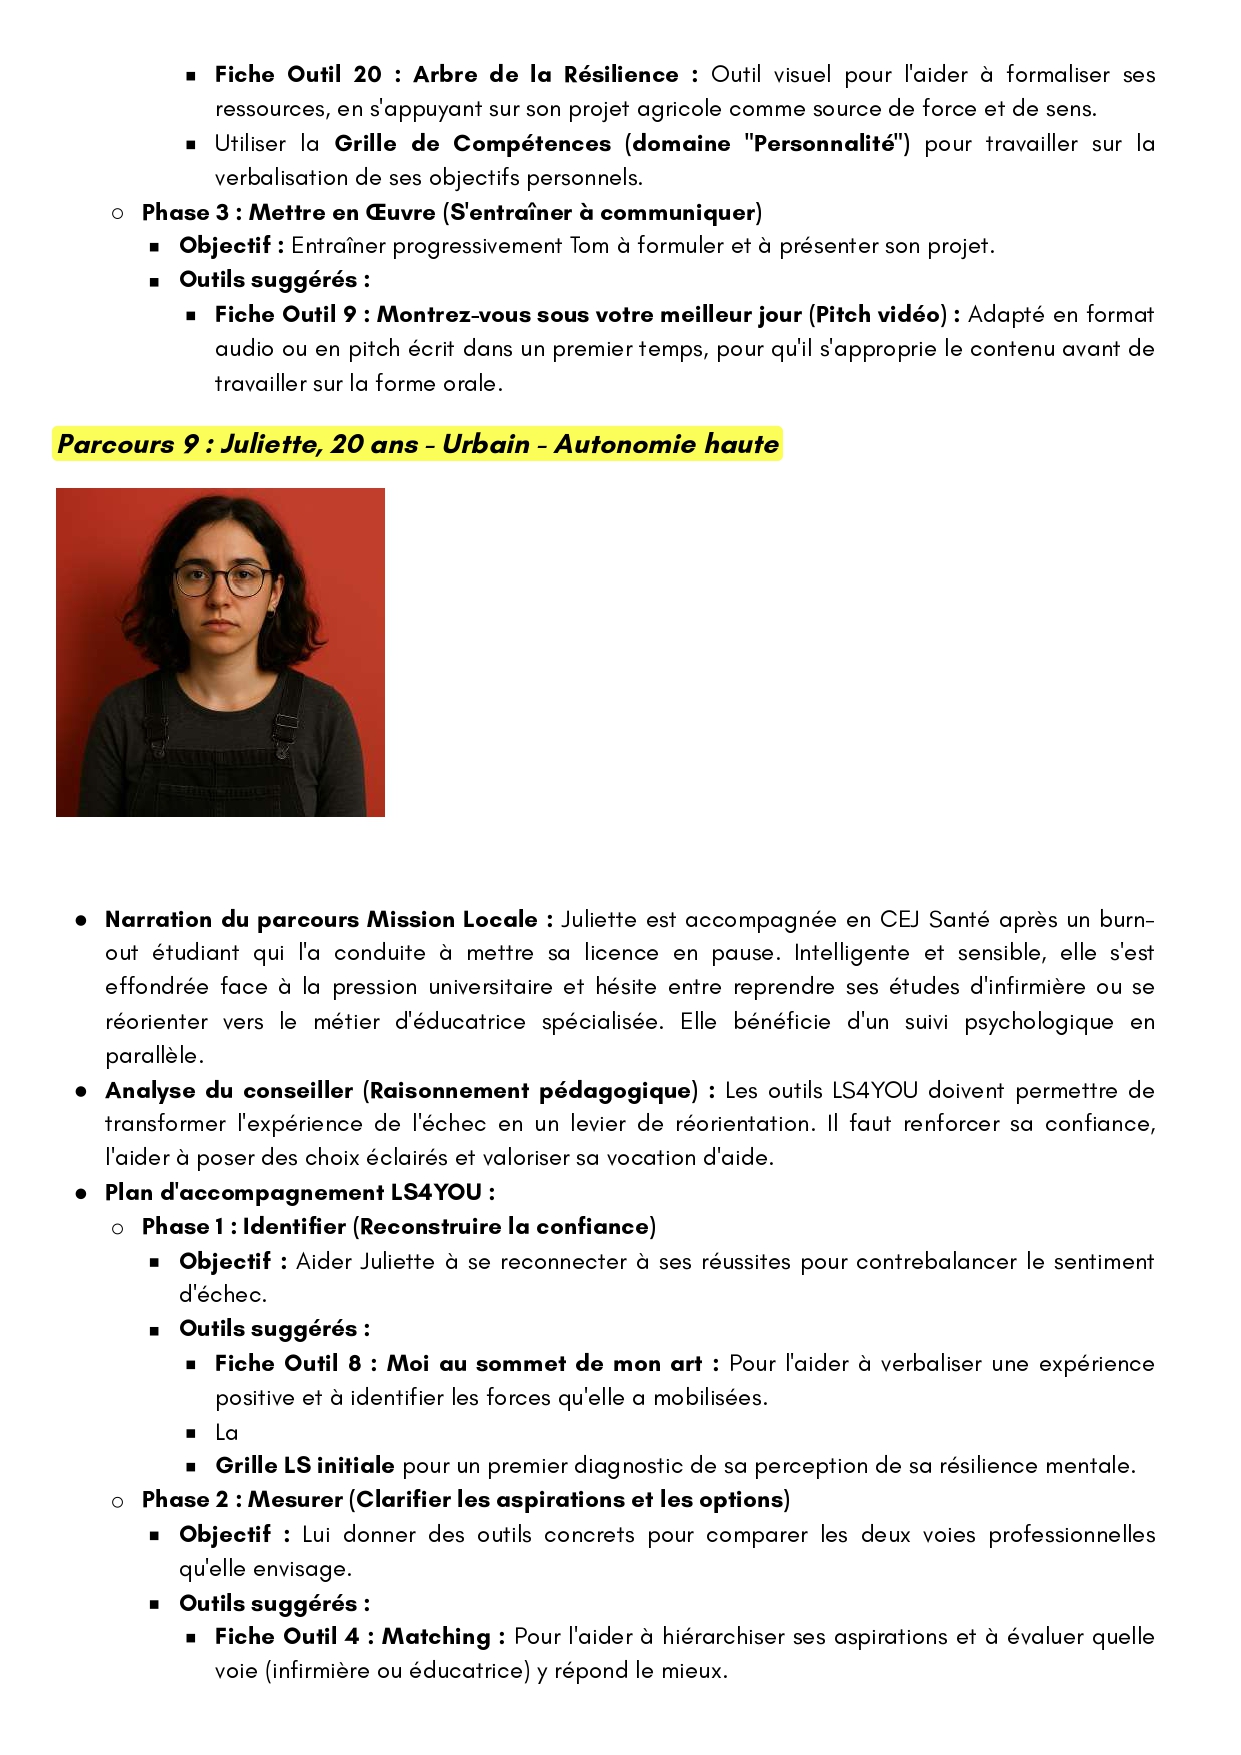 ▪ Fiche Outil 20 : Arbre de la Résilience : Outil visuel pour l'aider à formaliser ses
ressources, en s'appuyant sur son projet agricole comme source de force et de sens.
▪ Utiliser la Grille de Compétences (domaine "Personnalité") pour travailler sur la
verbalisation de ses objectifs personnels.
○ Phase 3 : Mettre en Œuvre (S'entraîner à communiquer)
▪ Objectif : Entraîner progressivement Tom à formuler et à présenter son projet.
▪ Outils suggérés :
▪ Fiche Outil 9 : Montrez-vous sous votre meilleur jour (Pitch vidéo) : Adapté en format
audio ou en pitch écrit dans un premier temps, pour qu'il s'approprie le contenu avant de
travailler sur la forme orale.
Parcours 9 : Juliette, 20 ans - Urbain - Autonomie haute
● Narration du parcours Mission Locale : Juliette est accompagnée en CEJ Santé après un burn-
out étudiant qui l'a conduite à mettre sa licence en pause. Intelligente et sensible, elle s'est
effondrée face à la pression universitaire et hésite entre reprendre ses études d'infirmière ou se
réorienter vers le métier d'éducatrice spécialisée. Elle bénéficie d'un suivi psychologique en
parallèle.
● Analyse du conseiller (Raisonnement pédagogique) : Les outils LS4YOU doivent permettre de
transformer l'expérience de l'échec en un levier de réorientation. Il faut renforcer sa confiance,
l'aider à poser des choix éclairés et valoriser sa vocation d'aide.
● Plan d'accompagnement LS4YOU :
○ Phase 1 : Identifier (Reconstruire la confiance)
▪ Objectif : Aider Juliette à se reconnecter à ses réussites pour contrebalancer le sentiment
d'échec.
▪ Outils suggérés :
▪ Fiche Outil 8 : Moi au sommet de mon art : Pour l'aider à verbaliser une expérience
positive et à identifier les forces qu'elle a mobilisées.
▪ La
▪ Grille LS initiale pour un premier diagnostic de sa perception de sa résilience mentale.
○ Phase 2 : Mesurer (Clarifier les aspirations et les options)
▪ Objectif : Lui donner des outils concrets pour comparer les deux voies professionnelles
qu'elle envisage.
▪ Outils suggérés :
▪ Fiche Outil 4 : Matching : Pour l'aider à hiérarchiser ses aspirations et à évaluer quelle
voie (infirmière ou éducatrice) y répond le mieux.